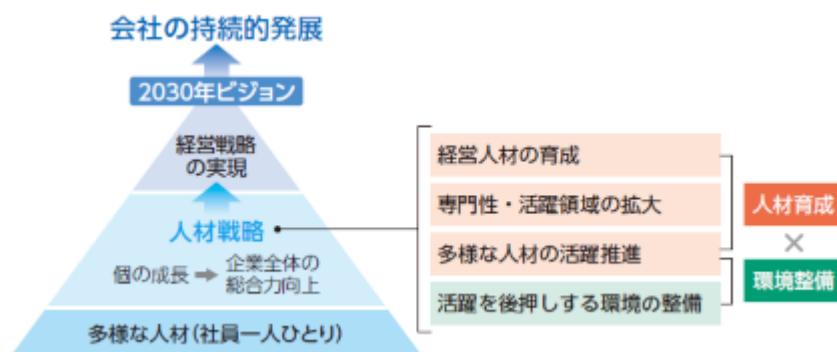 会社の持続的発展
2030年ビジョン
経営戦略
の実現
人材戦略
個の成長
企業全体の
総合力向上
多様な人材(社員一人ひとり)
経営人材の育成
専門性・活躍領域の拡大
多様な人材の活躍推進
活躍を後押しする環境の整備
人材育成
×
環境整備